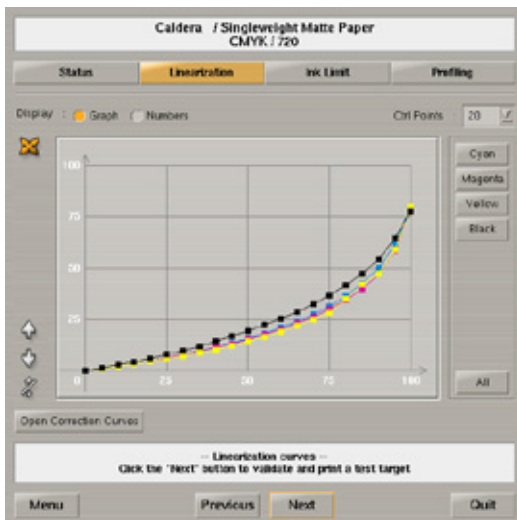 Caldera / Singleweight Matte Paper
CMYK / 720
Status Linearization Ink Limit Profiling
Display : Graph Numbers Ctrl Points : 20
Cyan
Magenta
Yellow
Black
100
75
50
25
0 25 50 75 100
All
Open Correction Curves
-- Linearization curves --
Click the "Next" button to validate and print a test target
Menu Previous Next Quit